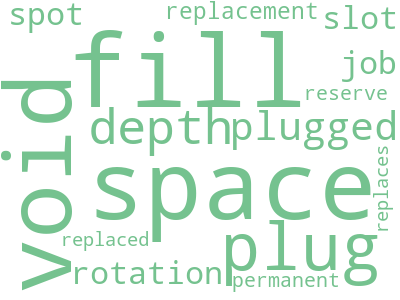 spot
replacement
slot
fill
job
reserve
void
depth
plugged
space
replaces
replaced
plug
rotation
permanent